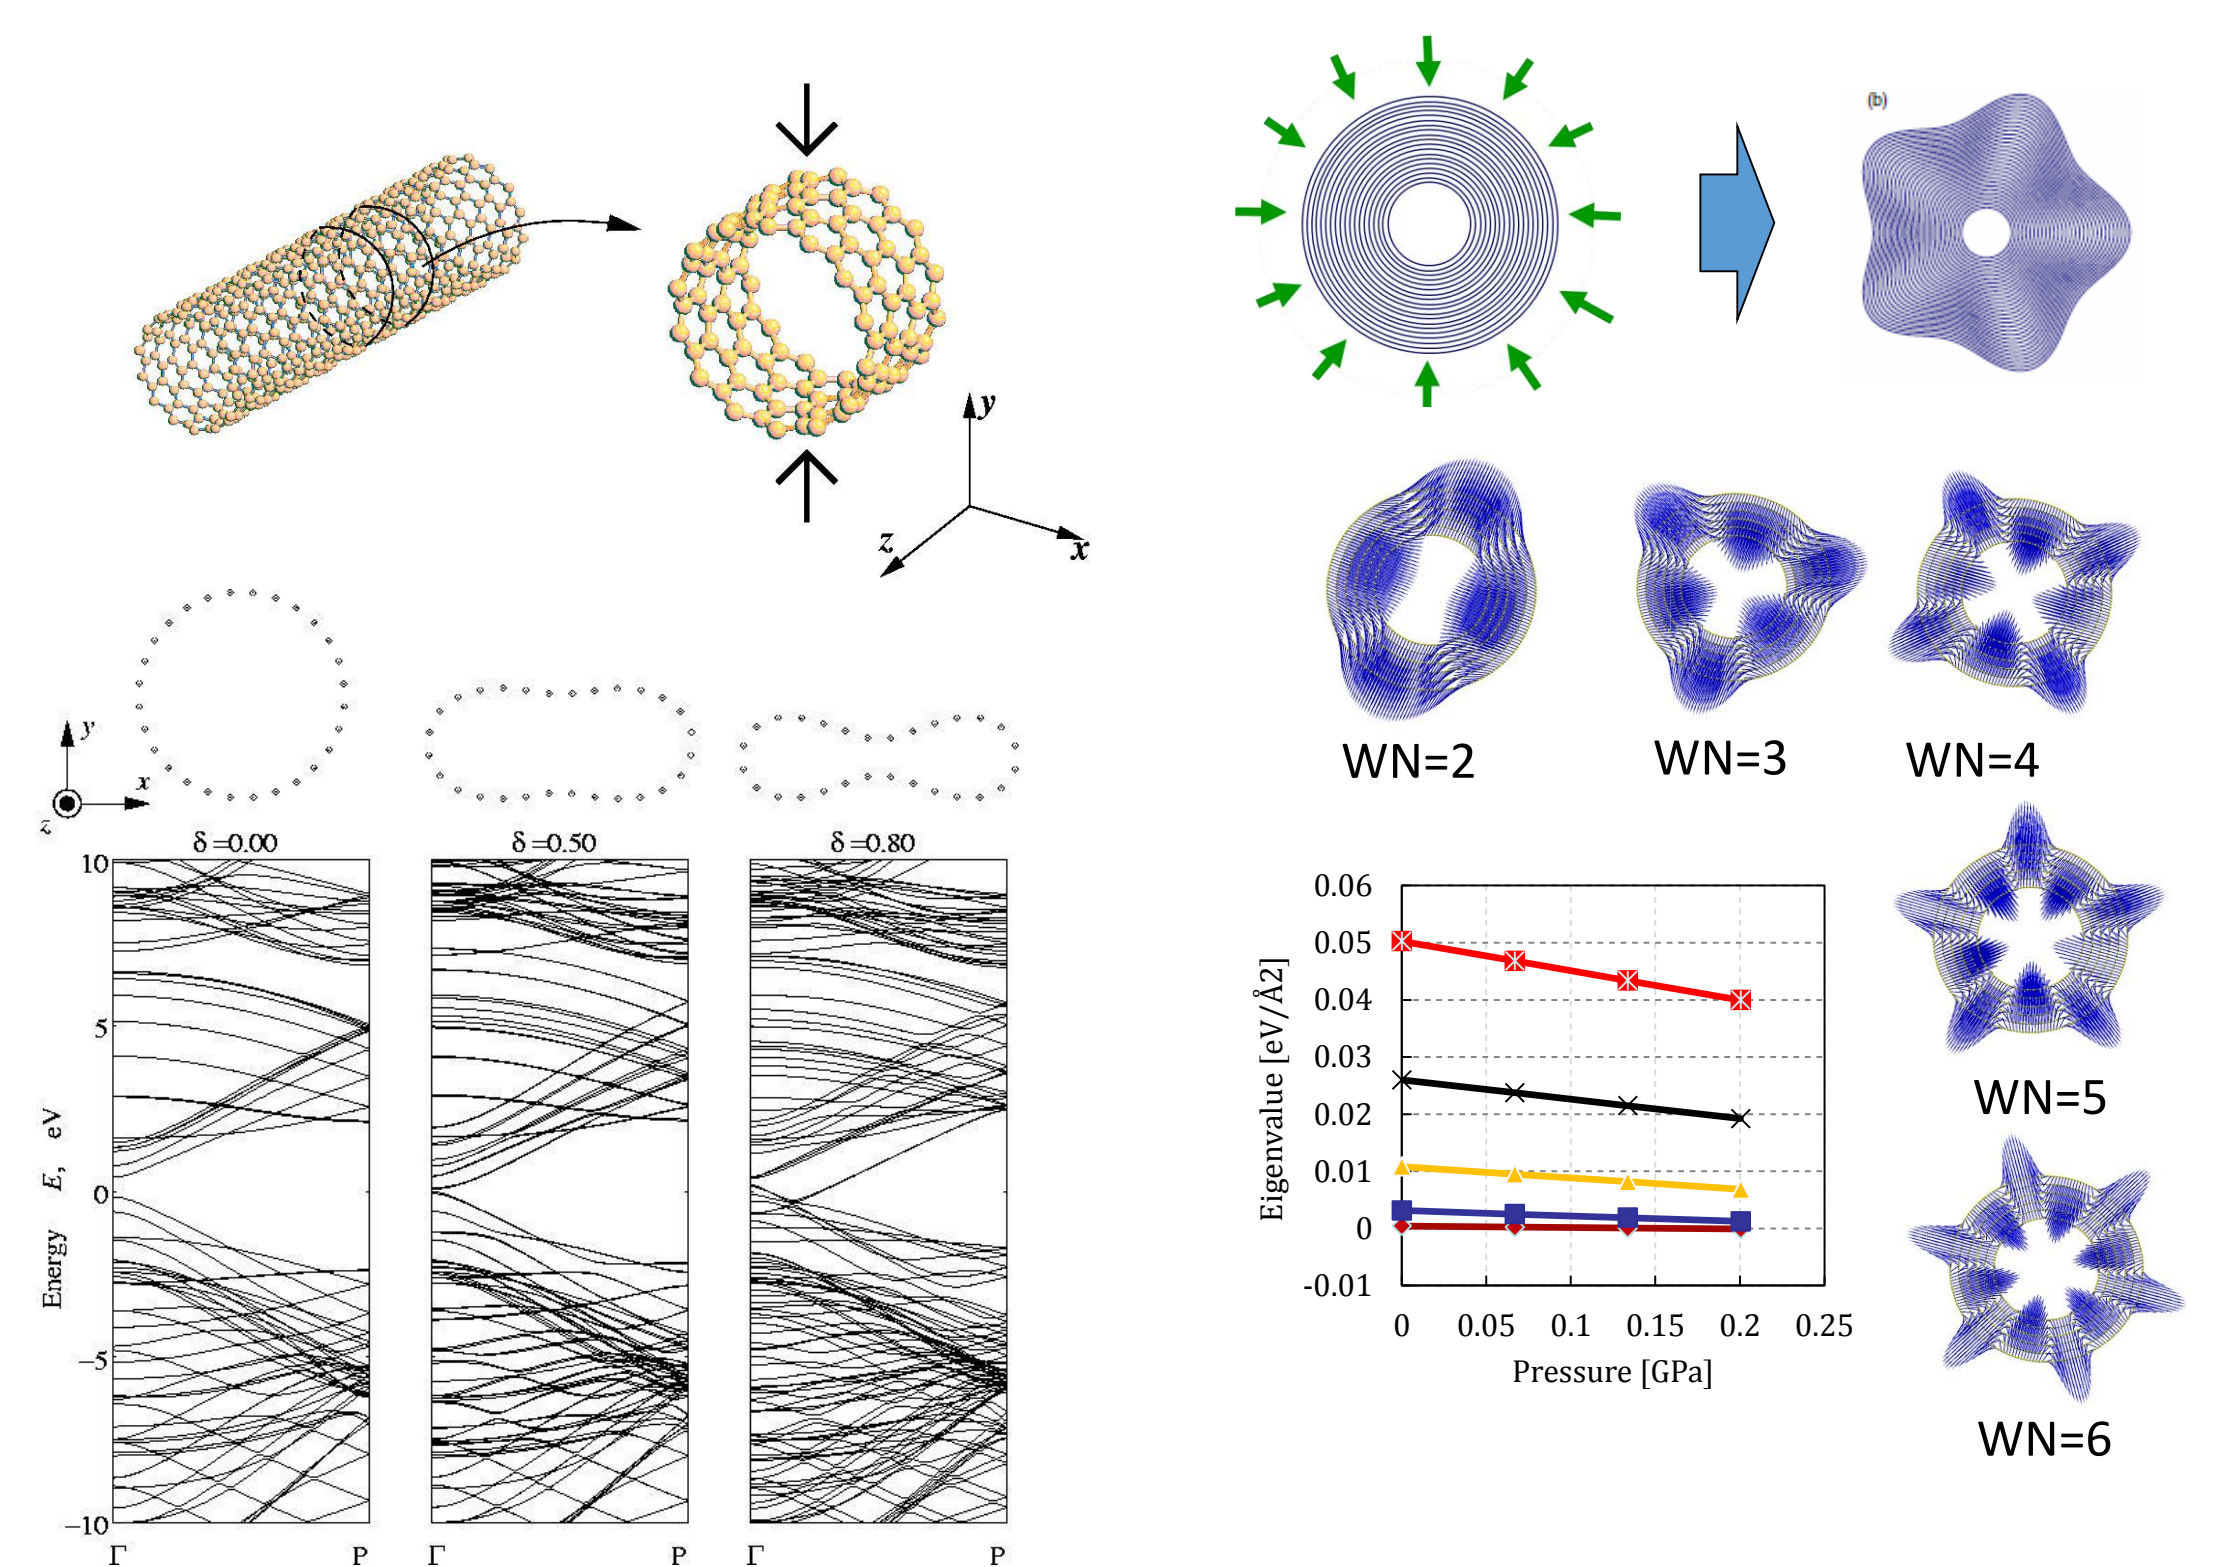 (b)
y
z
x
y
x
z
δ=0.00
δ=0.50
δ=0.80
10
5
0
−5
−10
Energy E, eV
Γ
P
Γ
P
Γ
P
WN=2
WN=3
WN=4
WN=5
WN=6
0.06
0.05
0.04
0.03
0.02
0.01
0
-0.01
Eigenvalue [eV/Å2]
0
0.05
0.1
0.15
0.2
0.25
Pressure [GPa]